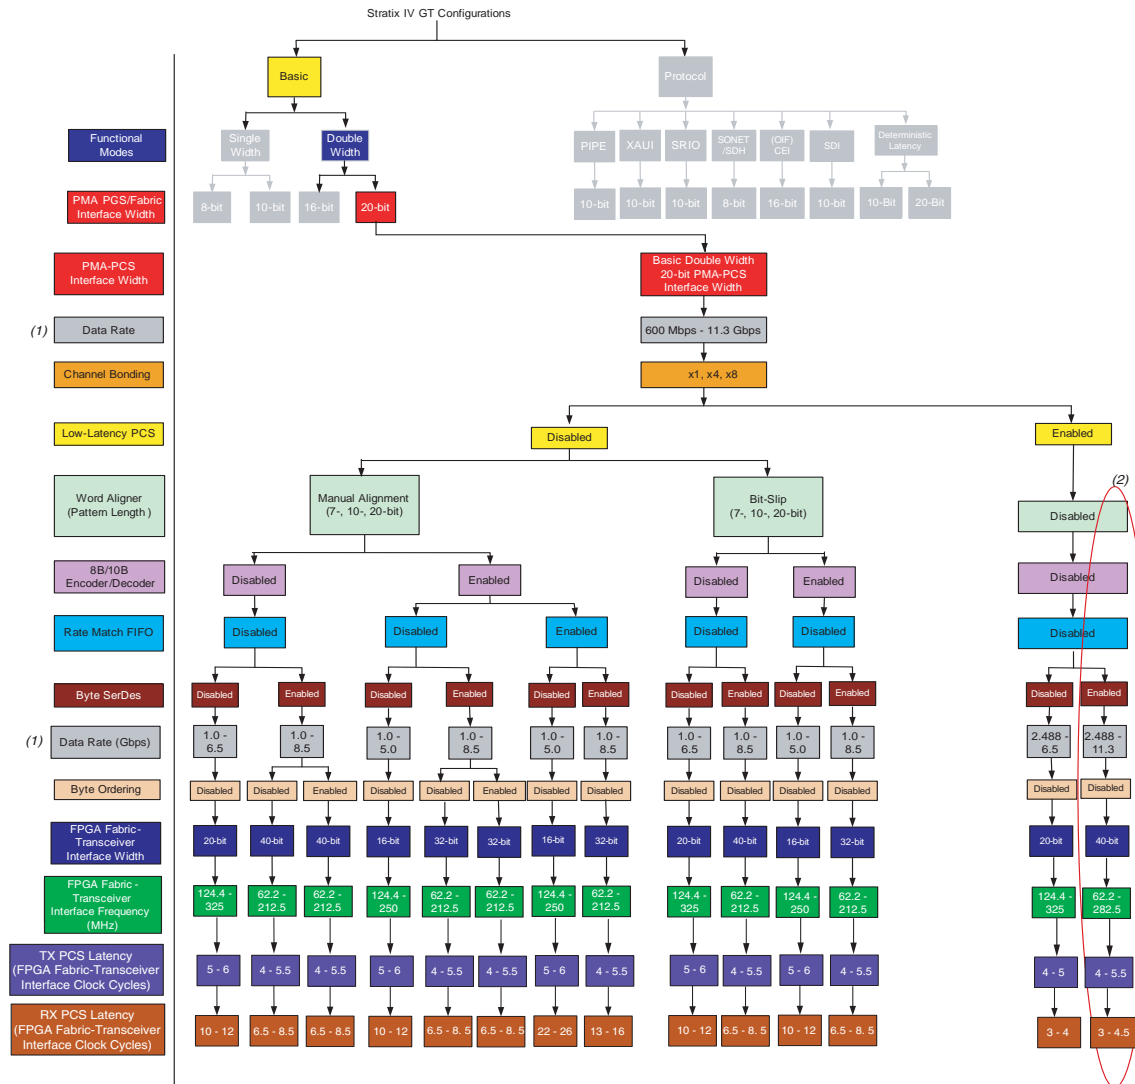 Stratix IV GT Configurations
Basic
Protocol
Functional
Modes
Single
Width
Double
Width
PIPE
XAUI
SRIO
SONET
/SDH
(OIF)
CEI
SDI
Deterministic
Latency
PMA PGS/Fabric
Interface Width
8-bit
10-bit
16-bit
20-bit
10-bit
10-bit
10-bit
8-bit
16-bit
10-bit
10-Bit
20-Bit
PMA-PCS
Interface Width
Basic Double Width
20-bit PMA-PCS
Interface Width
(1)
Data Rate
600 Mbps - 11.3 Gbps
Channel Bonding
x1, x4, x8
Low-Latency PCS
Disabled
Enabled
Word Aligner
(Pattern Length )
Manual Alignment
(7-, 10-, 20-bit)
Bit-Slip
(7-, 10-, 20-bit)
(2)
Disabled
8B/10B
Encoder/Decoder
Disabled
Enabled
Disabled
Enabled
Disabled
Rate Match FIFO
Disabled
Disabled
Enabled
Disabled
Disabled
Disabled
Byte SerDes
Disabled
Enabled
Disabled
Enabled
Disabled
Enabled
Disabled
Enabled
Disabled
Enabled
Disabled
Enabled
(1)
Data Rate (Gbps)
1.0 -
6.5
1.0 -
8.5
1.0 -
5.0
1.0 -
8.5
1.0 -
5.0
1.0 -
8.5
1.0 -
6.5
1.0 -
8.5
1.0 -
5.0
1.0 -
8.5
2.488 -
6.5
2.488 -
11.3
Byte Ordering
Disabled
Disabled
Enabled
Disabled
Disabled
Enabled
Disabled
Disabled
Disabled
Disabled
Disabled
Disabled
Disabled
Disabled
FPGA Fabric-
Transceiver
Interface Width
20-bit
40-bit
40-bit
16-bit
32-bit
32-bit
16-bit
32-bit
20-bit
40-bit
16-bit
32-bit
20-bit
40-bit
FPGA Fabric -
Transceiver
Interface Frequency
(MHz)
124.4 -
325
62.2 -
212.5
62.2 -
212.5
124.4 -
250
62.2 -
212.5
62.2 -
212.5
124.4 -
250
62.2 -
212.5
124.4 -
325
62.2 -
212.5
124.4 -
250
62.2 -
212.5
124.4 -
325
62.2 -
282.5
TX PCS Latency
(FPGA Fabric-Transceiver
Interface Clock Cycles)
5 - 6
4 - 5.5
4 - 5.5
5 - 6
4 - 5.5
4 - 5.5
5 - 6
4 - 5.5
5 - 6
4 - 5.5
5 - 6
4 - 5.5
4 - 5
4 - 5.5
RX PCS Latency
(FPGA Fabric-Transceiver
Interface Clock Cycles)
10 - 12
6.5 - 8.5
6.5 - 8.5
10 - 12
6.5 - 8. 5
6.5 - 8. 5
22 - 26
13 - 16
10 - 12
6.5 - 8. 5
10 - 12
6.5 - 8. 5
3 - 4
3 - 4.5